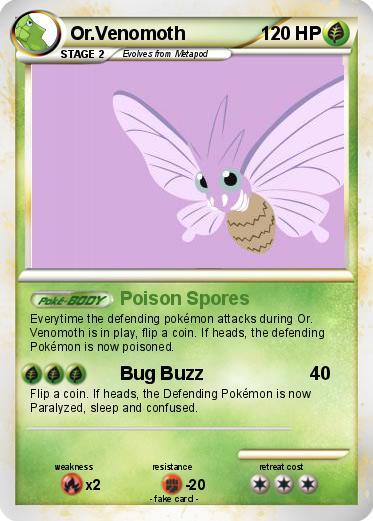 Or.Venomoth 120 HP
STAGE 2 Evolves from Metapod
Poké-BODY Poison Spores
Everytime the defending pokémon attacks during Or.
Venomoth is in play, flip a coin. If heads, the defending
Pokémon is now poisoned.
Bug Buzz 40
Flip a coin. If heads, the Defending Pokémon is now
Paralyzed, sleep and confused.
weakness resistance retreat cost
x2 -20
- fake card -